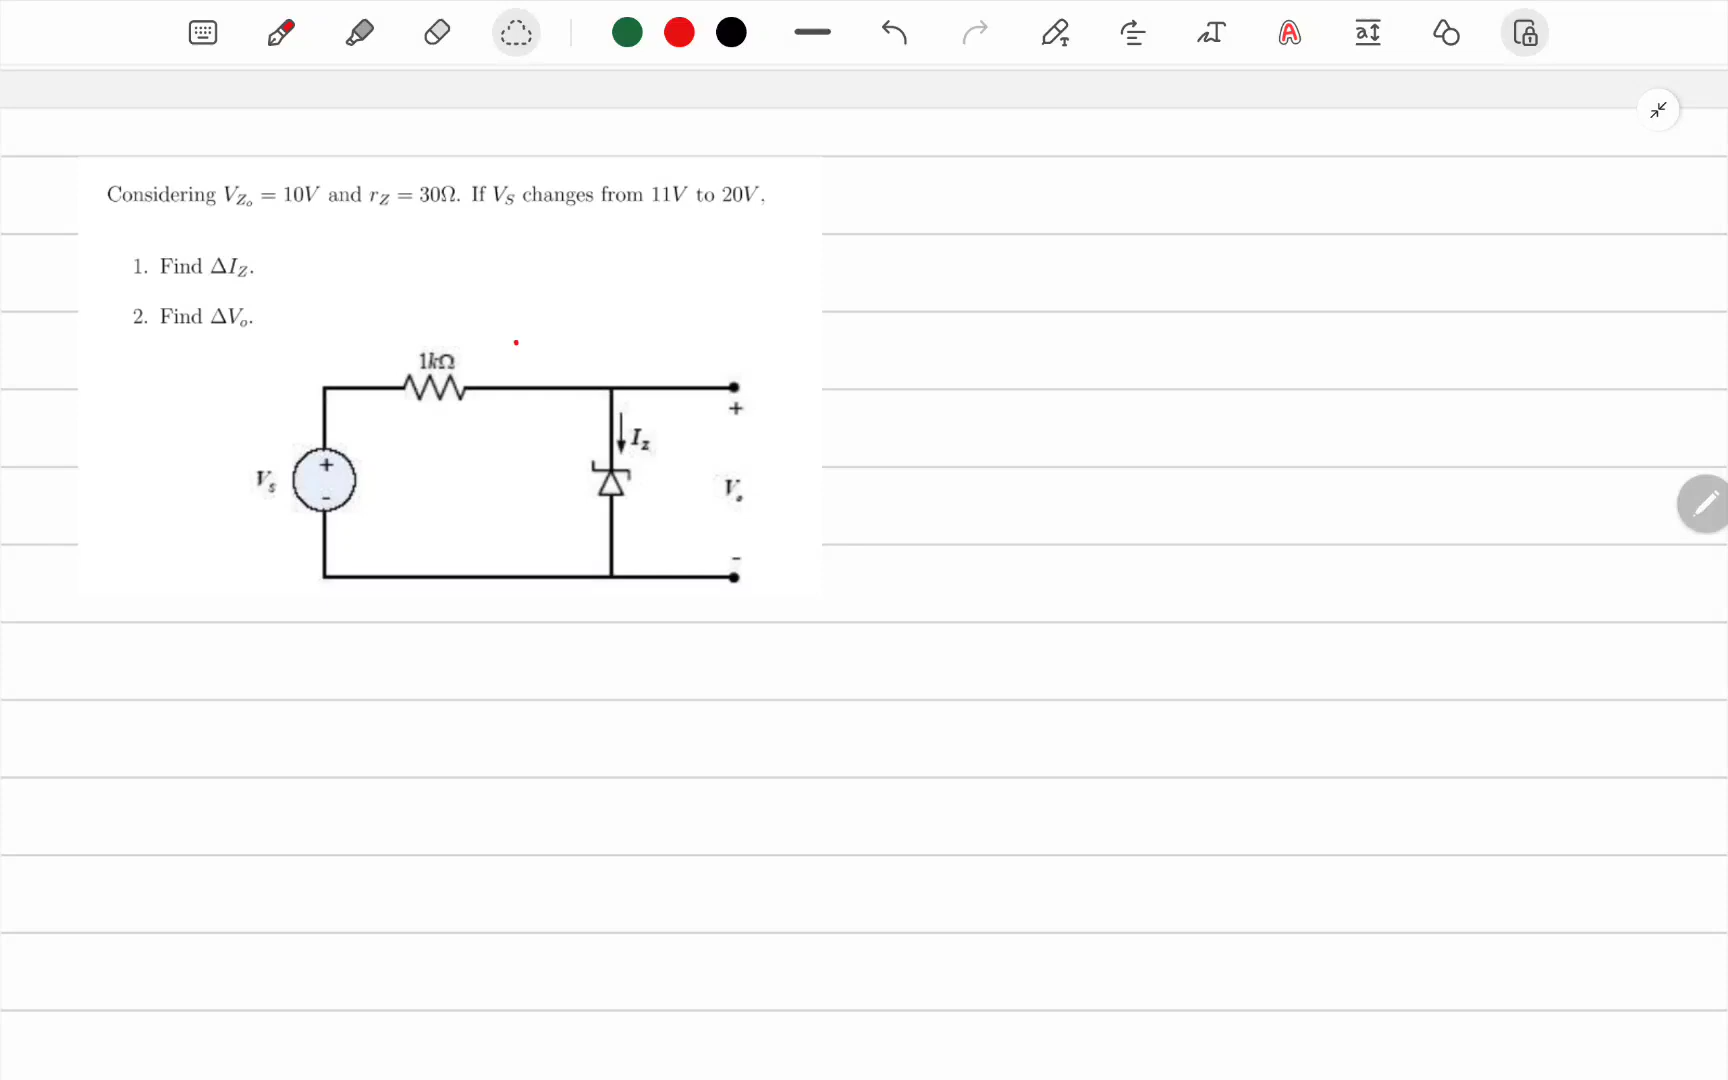 Considering V_{Z_o} = 10V and r_Z = 30Ω. If V_S changes from 11V to 20V,
1. Find ΔI_Z.
2. Find ΔV_o.
1kΩ
+
I_z
+
V_s
V_o
-
-